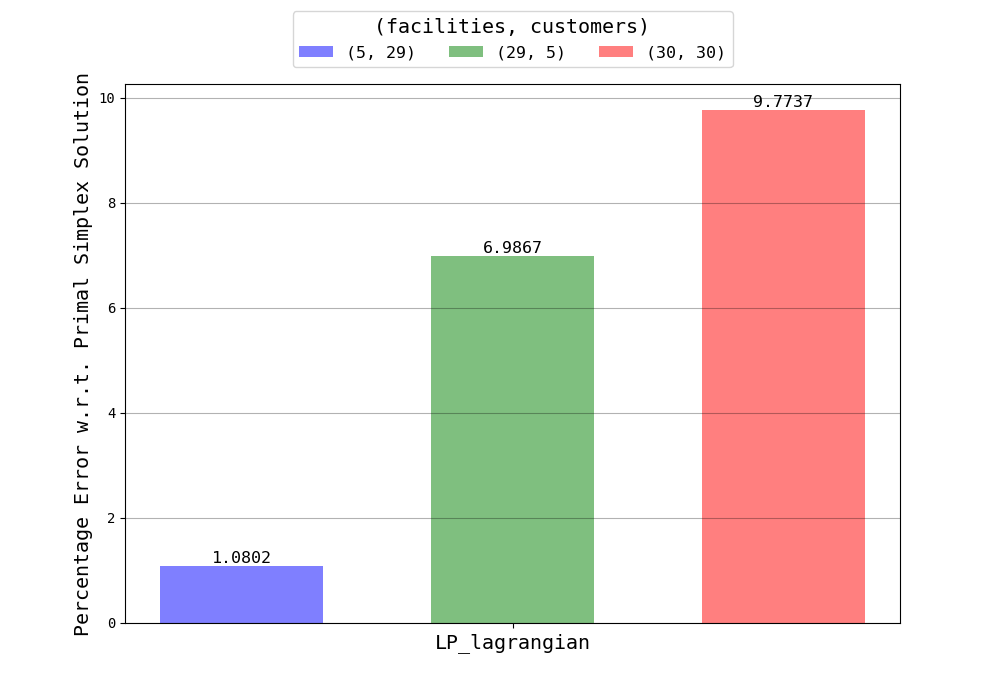 (facilities, customers)
(5, 29) (29, 5) (30, 30)
Percentage Error w.r.t. Primal Simplex Solution
10
8
6
4
2
0
1.0802
6.9867
9.7737
LP_lagrangian